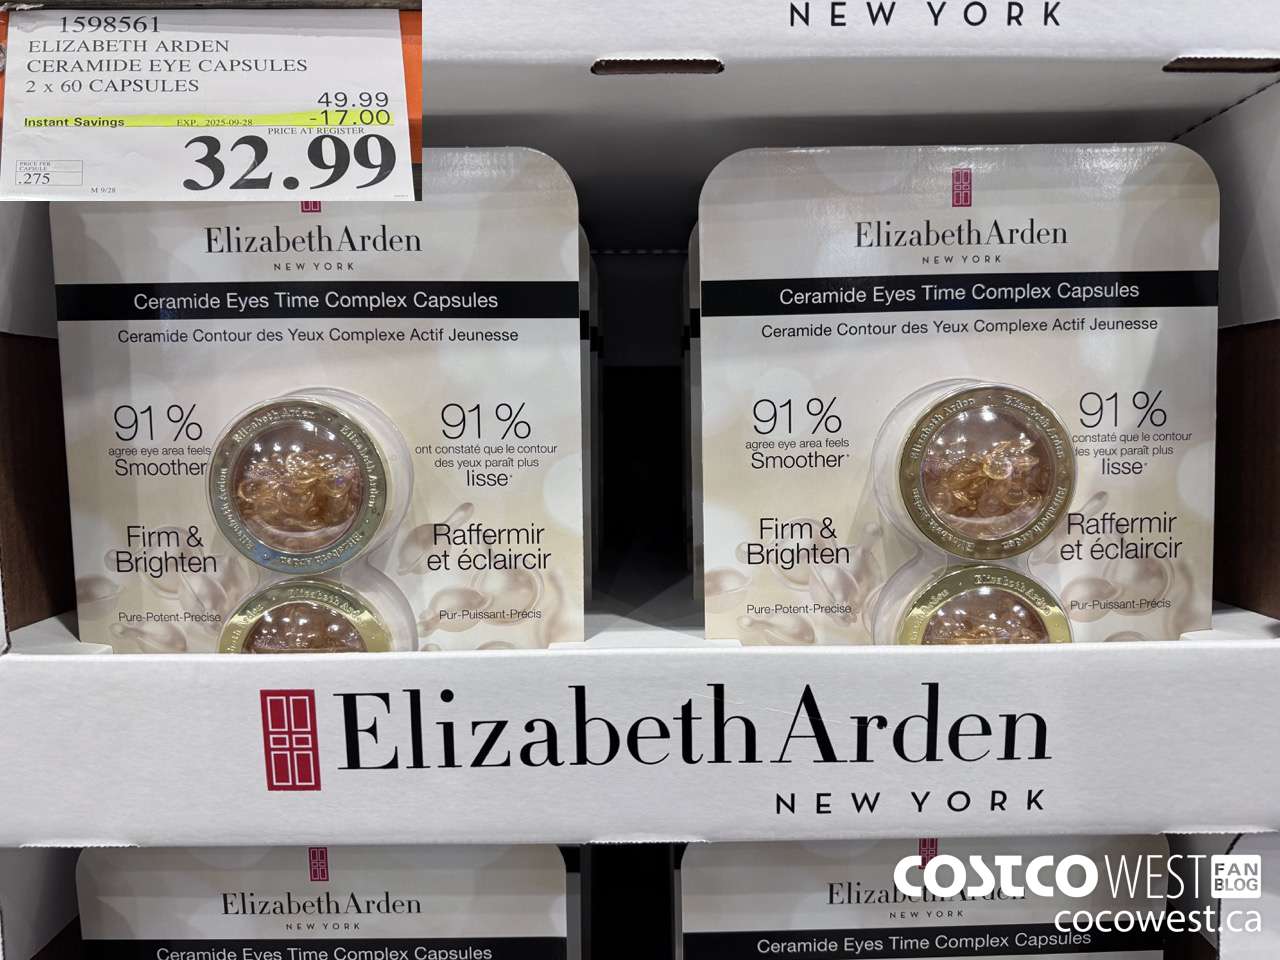 1598561
ELIZABETH ARDEN
CERAMIDE EYE CAPSULES
2 x 60 CAPSULES
49.99
Instant Savings EXP. 2025-09-28 -17.00
PRICE AT REGISTER
32.99
PRICE PER
CAPSULE
.275
M 9/28
NEW YORK
Elizabeth Arden
NEW YORK
Ceramide Eyes Time Complex Capsules
Ceramide Contour des Yeux Complexe Actif Jeunesse
91%
agree eye area feels
Smoother
91%
ont constaté que le contour
des yeux paraît plus
lisse*
Firm &
Brighten
Raffermir
et éclaircir
Pure-Potent-Precise
Pur-Puissant-Précis
Elizabeth Arden
NEW YORK
Ceramide Eyes Time Complex Capsules
Ceramide Contour des Yeux Complexe Actif Jeunesse
91%
agree eye area feels
Smoother*
91%
constaté que le contour
des yeux paraît plus
lisse*
Firm &
Brighten
Raffermir
et éclaircir
Pure-Potent-Precise
Pur-Puissant-Précis
Elizabeth Arden
NEW YORK
Elizabeth Arden
NEW YORK
Ceramide Eyes Time Complex Capsules
Elizabeth Arden
NEW YORK
Ceramide Eyes Time Complex Capsules
COSTCO WEST FAN BLOG
cocowest.ca